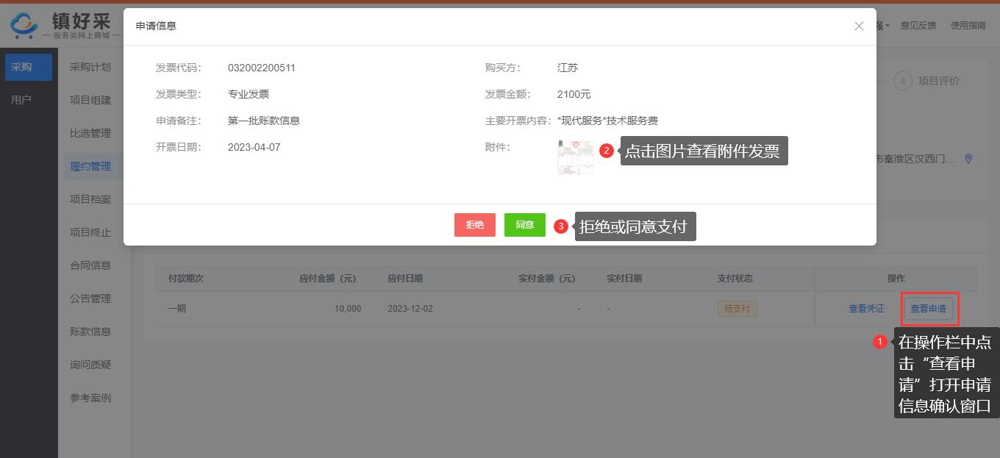 镇好采
服务类网上商城
强
意见反馈
使用指南
采购
用户
采购计划
项目组建
比选管理
履约管理
项目档案
项目终止
合同信息
公告管理
账款信息
询问质疑
参考案例
申请信息
发票代码: 032002200511
购买方: 江苏
发票类型: 专业发票
发票金额: 2100元
申请备注: 第一批账款信息
主要开票内容: *现代服务*技术服务费
开票日期: 2023-04-07
附件:
2 点击图片查看附件发票
拒绝 同意
3 拒绝或同意支付
4 项目评价
市秦淮区汉西门...
付款期次 应付金额（元） 应付日期 实付金额（元） 实付日期 支付状态 操作
一期 10,000 2023-12-02 - - 待支付 查看凭证 查看申请
1 在操作栏中点
击“查看申
请”打开申请
信息确认窗口